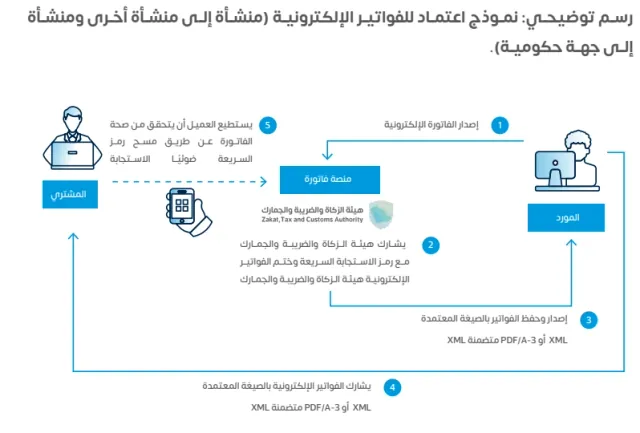 رسم توضيحي: نموذج اعتماد للفواتير الإلكترونية (منشأة إلى منشأة أخرى ومنشأة
إلى جهة حكومية).
1 إصدار الفاتورة الإلكترونية
المورد
منصة فاتورة
هيئة الزكاة والضريبة والجمارك
Zakat, Tax and Customs Authority
2 يشارك هيئة الزكاة والضريبة والجمارك
مع رمز الاستجابة السريعة وختم الفواتير
الإلكترونية هيئة الزكاة والضريبة والجمارك
3 إصدار وحفظ الفواتير بالصيغة المعتمدة
XML أو PDF/A-3 متضمنة XML
4 يشارك الفواتير الإلكترونية بالصيغة المعتمدة
XML أو PDF/A-3 متضمنة XML
5 يستطيع العميل أن يتحقق من صحة
الفاتورة عن طريق مسح رمز
السريعة ضوئيًا الاستجابة
المشتري